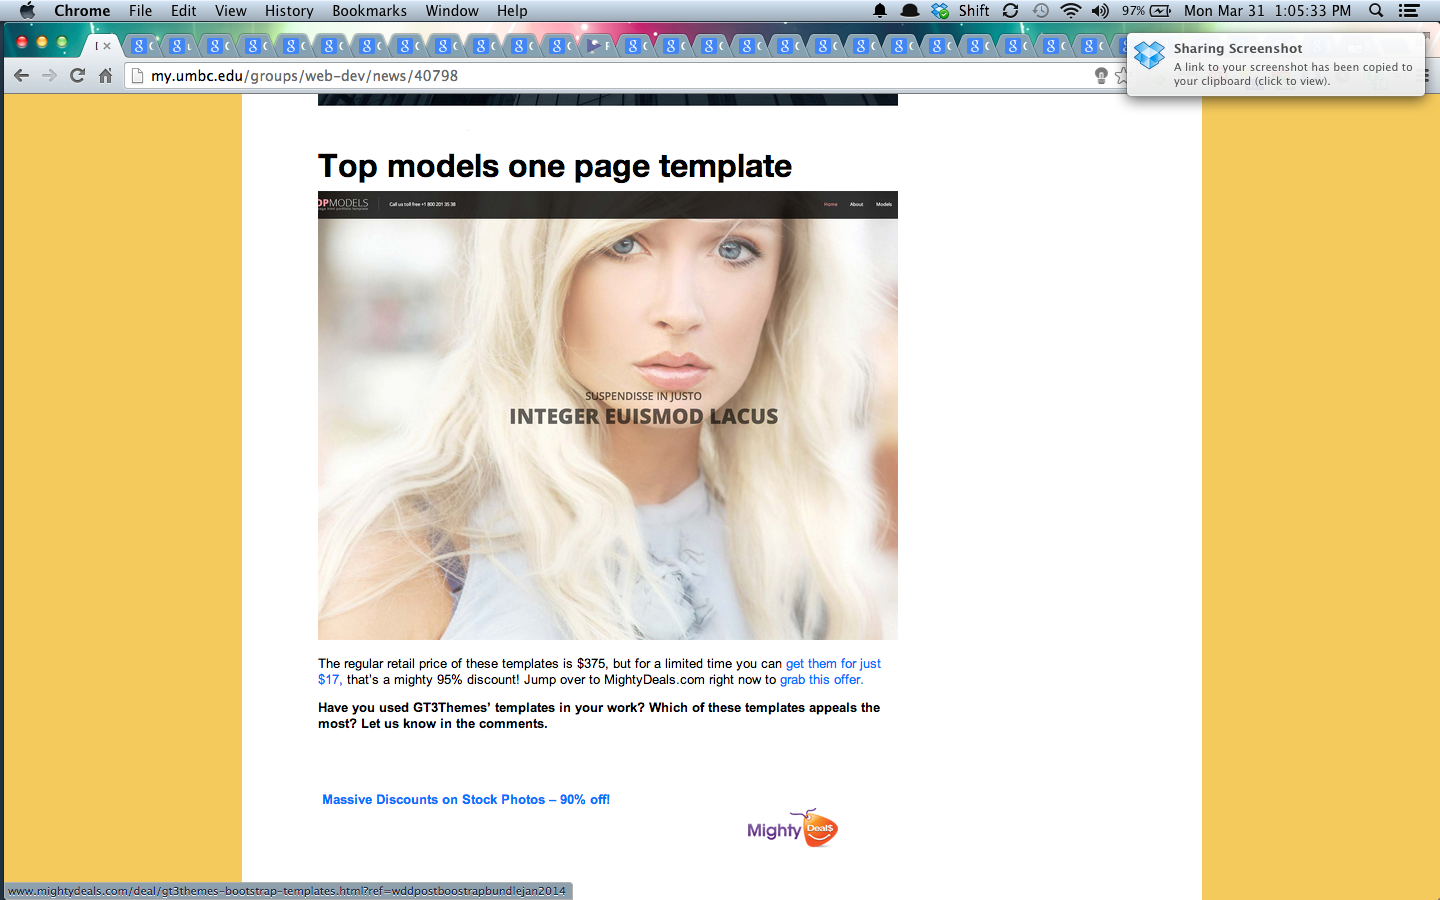 Chrome File Edit View History Bookmarks Window Help Shift 97% Mon Mar 31 1:05:33 PM
Sharing Screenshot
A link to your screenshot has been copied to
your clipboard (click to view).
my.umbc.edu/groups/web-dev/news/40798
Top models one page template
OPMODELS Call us toll free +1 800 201 35 38 Home About Models
SUSPENDISSE IN JUSTO
INTEGER EUISMOD LACUS
The regular retail price of these templates is $375, but for a limited time you can get them for just
$17, that's a mighty 95% discount! Jump over to MightyDeals.com right now to grab this offer.
Have you used GT3Themes’ templates in your work? Which of these templates appeals the
most? Let us know in the comments.
Massive Discounts on Stock Photos – 90% off!
Mighty Deal$
www.mightydeals.com/deal/gt3themes-bootstrap-templates.html?ref=wddpostboostrapbundlejan2014